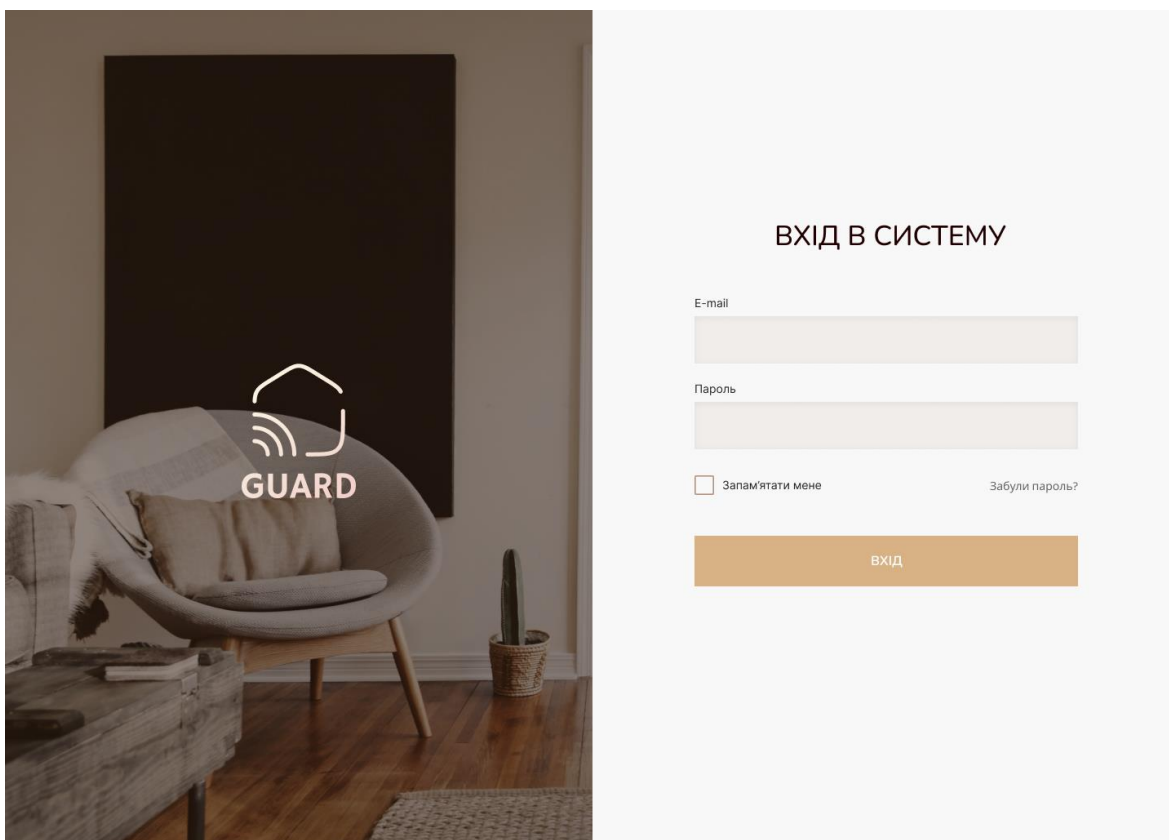 GUARD
ВХІД В СИСТЕМУ
E-mail
Пароль
Запам'ятати мене
Забули пароль?
ВХІД